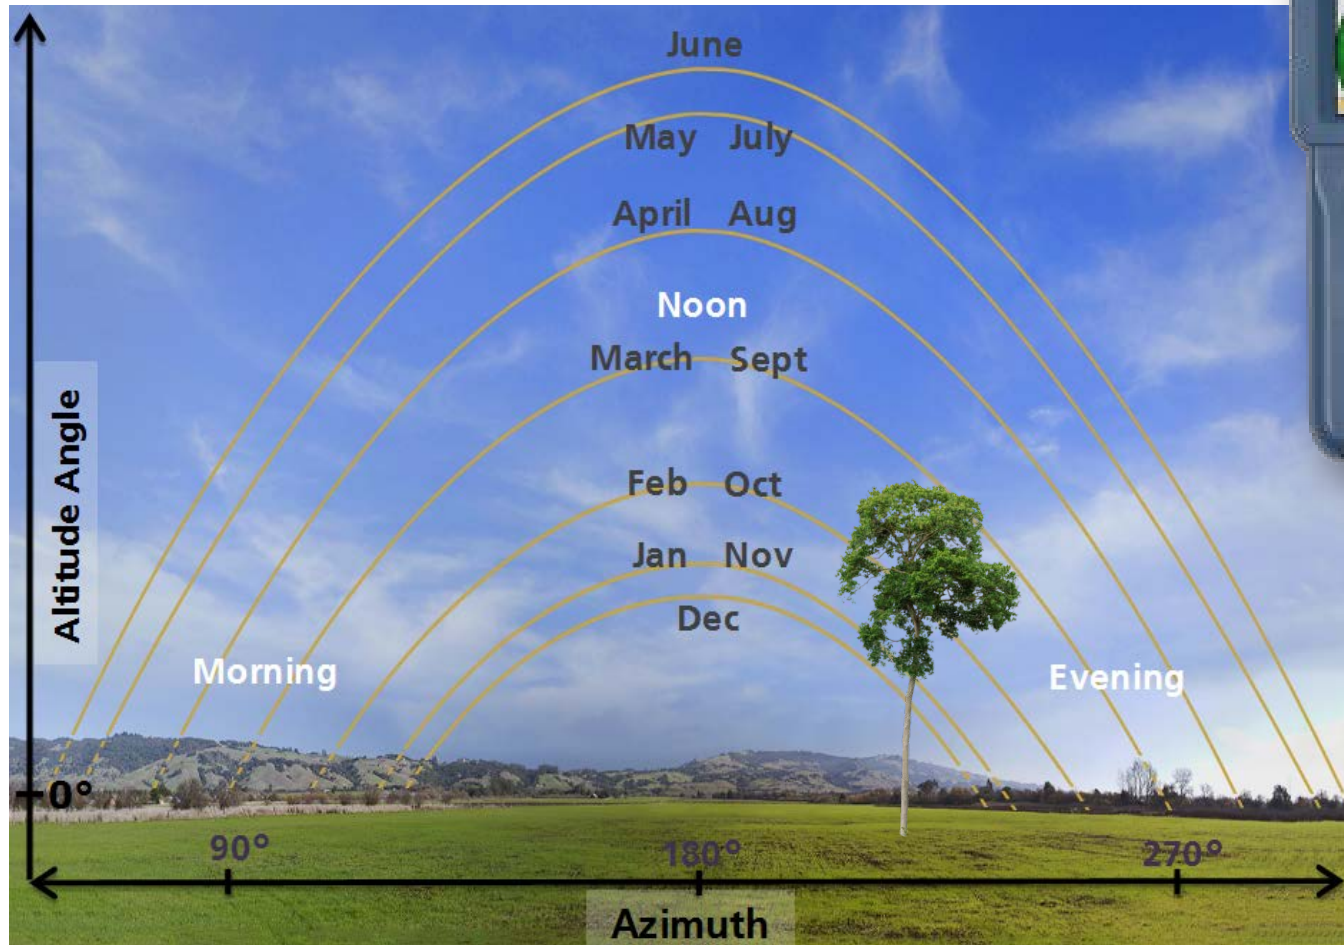 June
May July
April Aug
Noon
March Sept
Feb Oct
Jan Nov
Dec
Altitude Angle
Morning
Evening
0°
90° 180° 270°
Azimuth